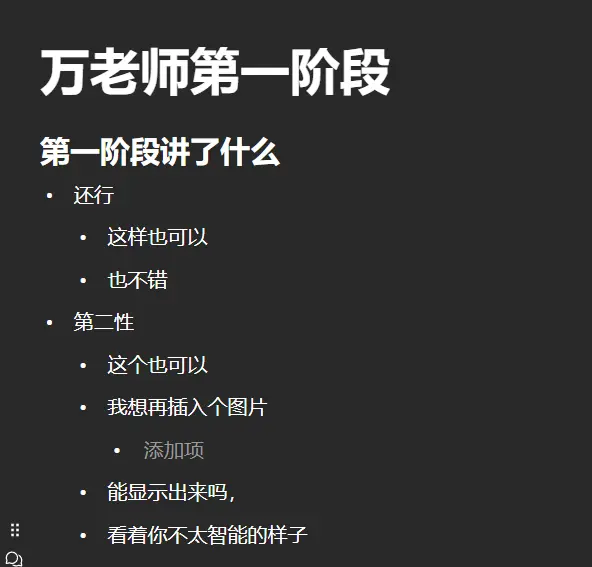 万老师第一阶段
第一阶段讲了什么
还行
这样也可以
也不错
第二性
这个也可以
我想再插入个图片
添加项
能显示出来吗，
看着你不太智能的样子